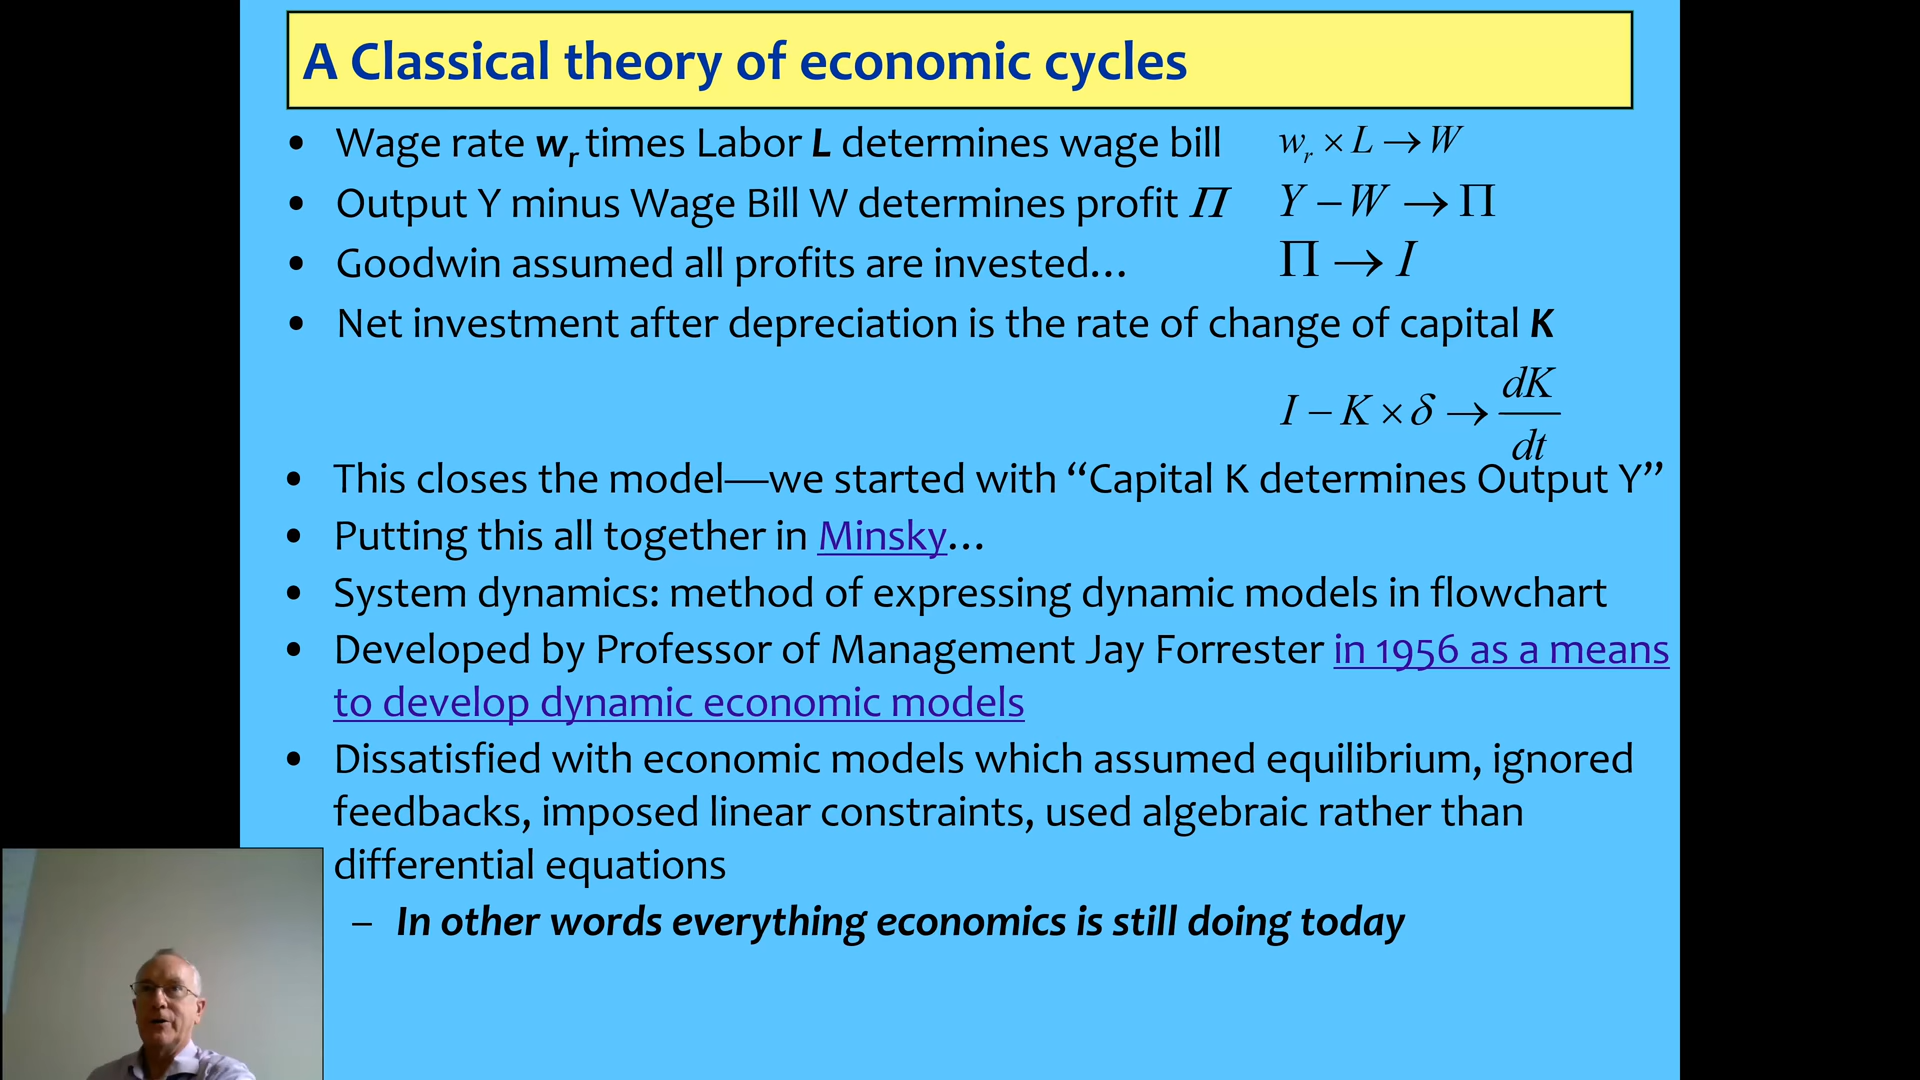 A Classical theory of economic cycles
• Wage rate wr times Labor L determines wage bill wr × L → W
• Output Y minus Wage Bill W determines profit Π Y − W → Π
• Goodwin assumed all profits are invested… Π → I
• Net investment after depreciation is the rate of change of capital K
I − K × δ → dK/dt
• This closes the model—we started with “Capital K determines Output Y”
• Putting this all together in Minsky…
• System dynamics: method of expressing dynamic models in flowchart
• Developed by Professor of Management Jay Forrester in 1956 as a means
to develop dynamic economic models
• Dissatisfied with economic models which assumed equilibrium, ignored
feedbacks, imposed linear constraints, used algebraic rather than
differential equations
– In other words everything economics is still doing today